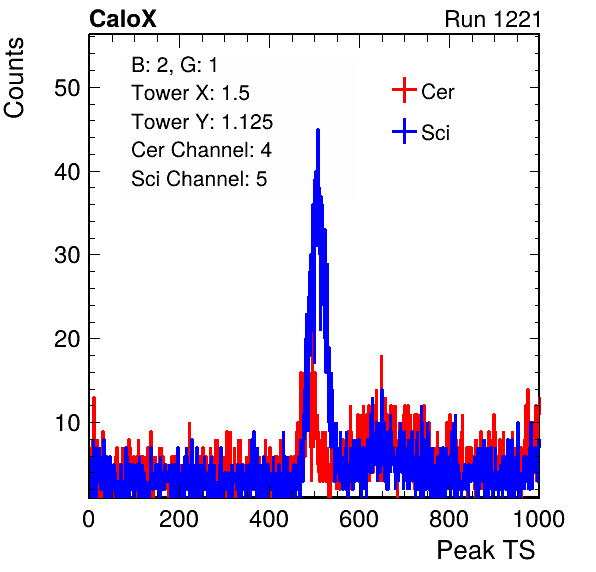 CaloX
Run 1221
Counts
B: 2, G: 1
Tower X: 1.5
Tower Y: 1.125
Cer Channel: 4
Sci Channel: 5
Cer
Sci
50
40
30
20
10
0 200 400 600 800 1000
Peak TS